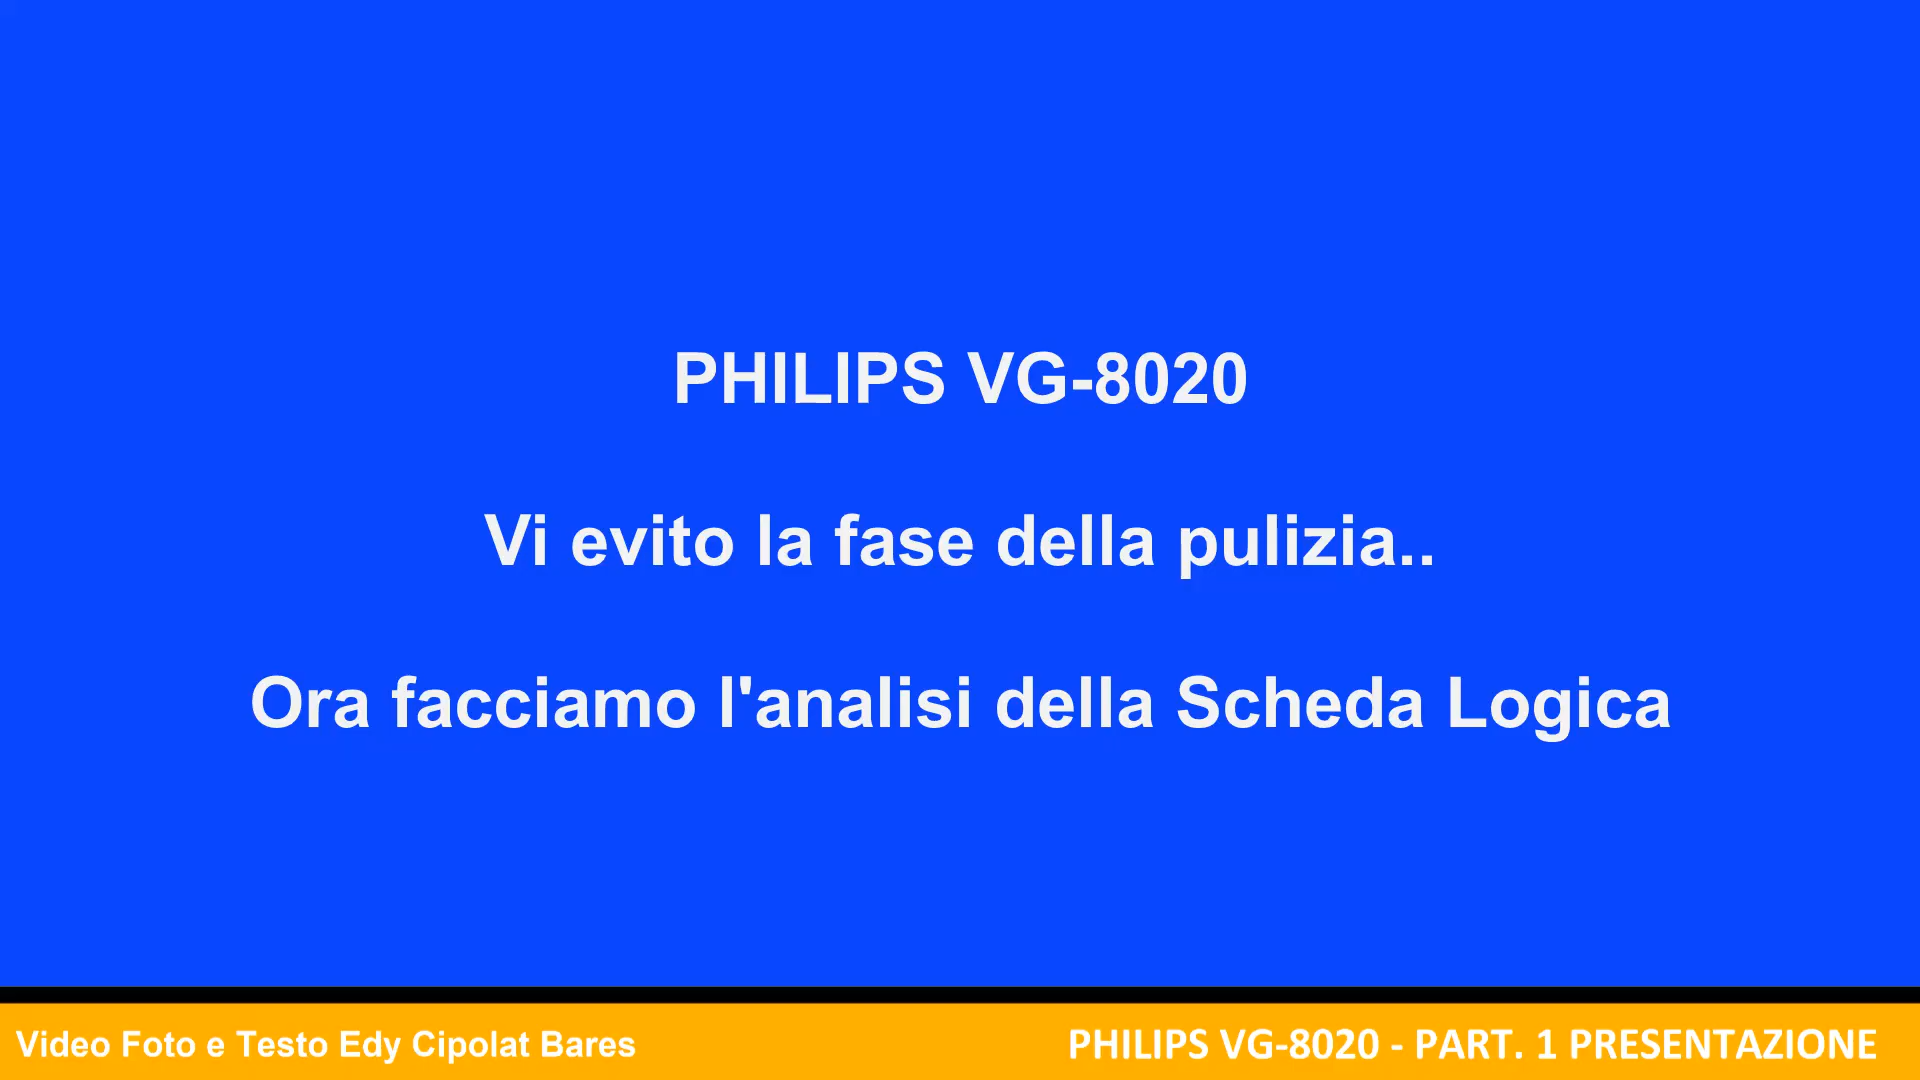 PHILIPS VG-8020
Vi evito la fase della pulizia..
Ora facciamo l'analisi della Scheda Logica
Video Foto e Testo Edy Cipolat Bares
PHILIPS VG-8020 - PART. 1 PRESENTAZIONE